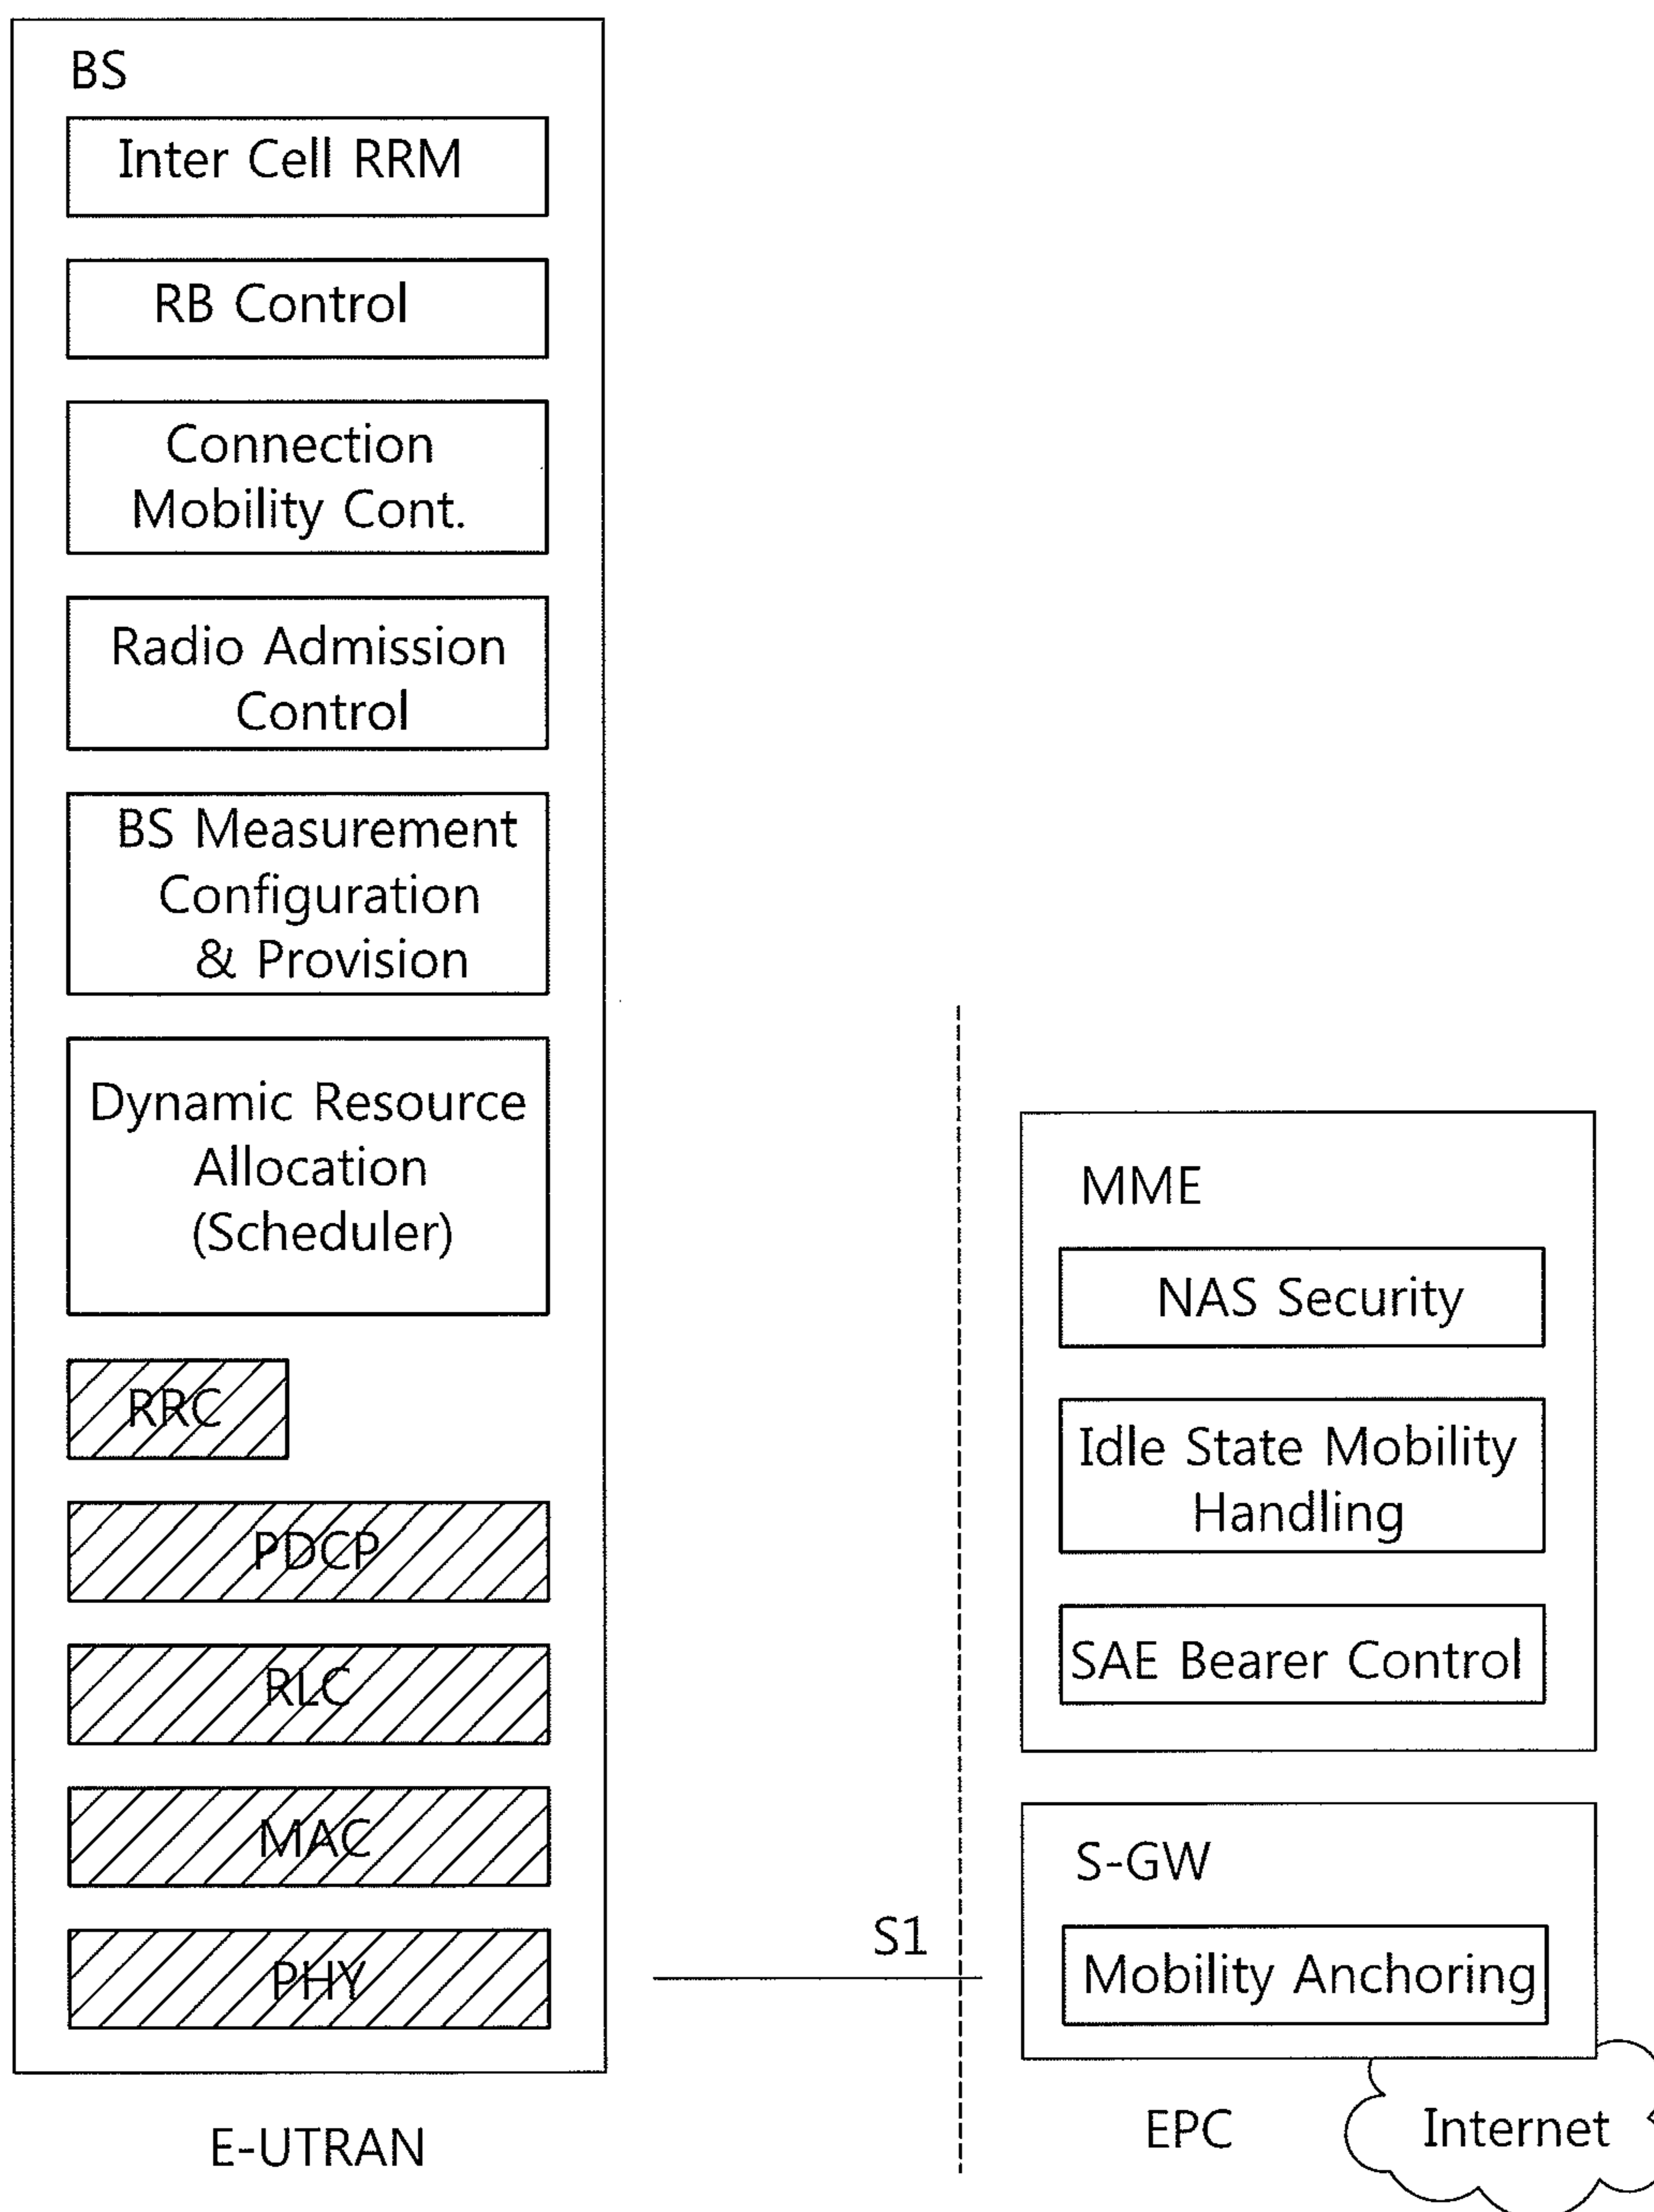 BS
Inter Cell RRM
RB Control
Connection
Mobility Cont.
Radio Admission
Control
BS Measurement
Configuration
& Provision
Dynamic Resource
Allocation
(Scheduler)
RRC
PDCP
RLC
MAC
PHY
E-UTRAN
S1
MME
NAS Security
Idle State Mobility
Handling
SAE Bearer Control
S-GW
Mobility Anchoring
EPC
Internet